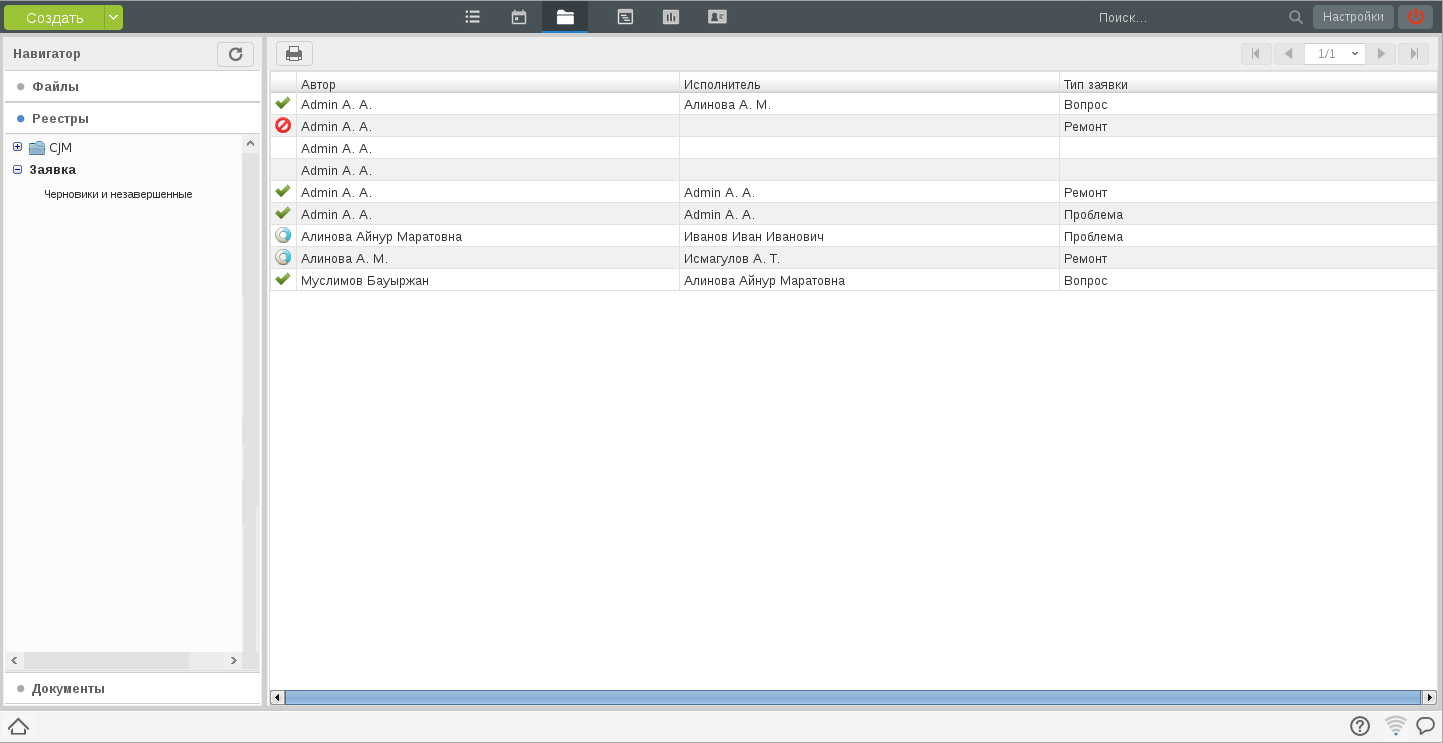 Создать
Поиск...
Настройки
Навигатор
Файлы
Реестры
CJM
Заявка
Черновики и незавершенные
Документы
1/1
Автор Исполнитель Тип заявки
Admin А. А. Алинова А. М. Вопрос
Admin А. А. Ремонт
Admin А. А.
Admin А. А.
Admin А. А. Admin А. А. Ремонт
Admin А. А. Admin А. А. Проблема
Алинова Айнур Маратовна Иванов Иван Иванович Проблема
Алинова А. М. Исмагулов А. Т. Ремонт
Муслимов Бауыржан Алинова Айнур Маратовна Вопрос